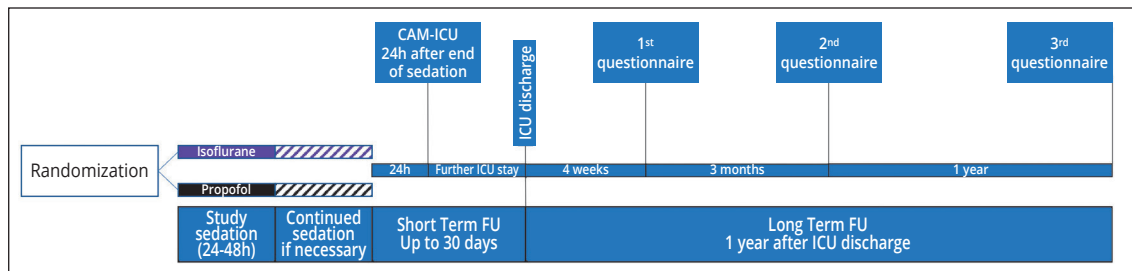 CAM-ICU
24h after end
of sedation
ICU discharge
1st
questionnaire
2nd
questionnaire
3rd
questionnaire
Randomization
Isoflurane
Propofol
24h
Further ICU stay
4 weeks
3 months
1 year
Study
sedation
(24-48h)
Continued
sedation
if necessary
Short Term FU
Up to 30 days
Long Term FU
1 year after ICU discharge